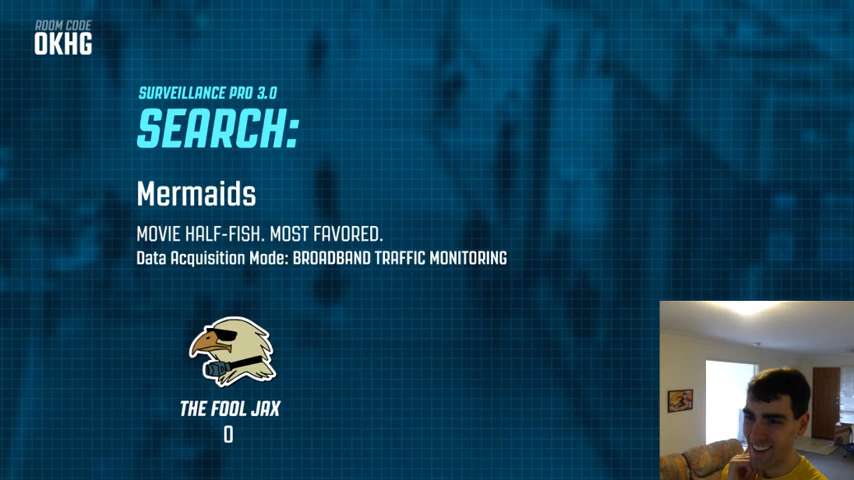 ROOM CODE
OKHG
SURVEILLANCE PRO 3.0
SEARCH:
Mermaids
MOVIE HALF-FISH. MOST FAVORED.
Data Acquisition Mode: BROADBAND TRAFFIC MONITORING
THE FOOL JAX
0